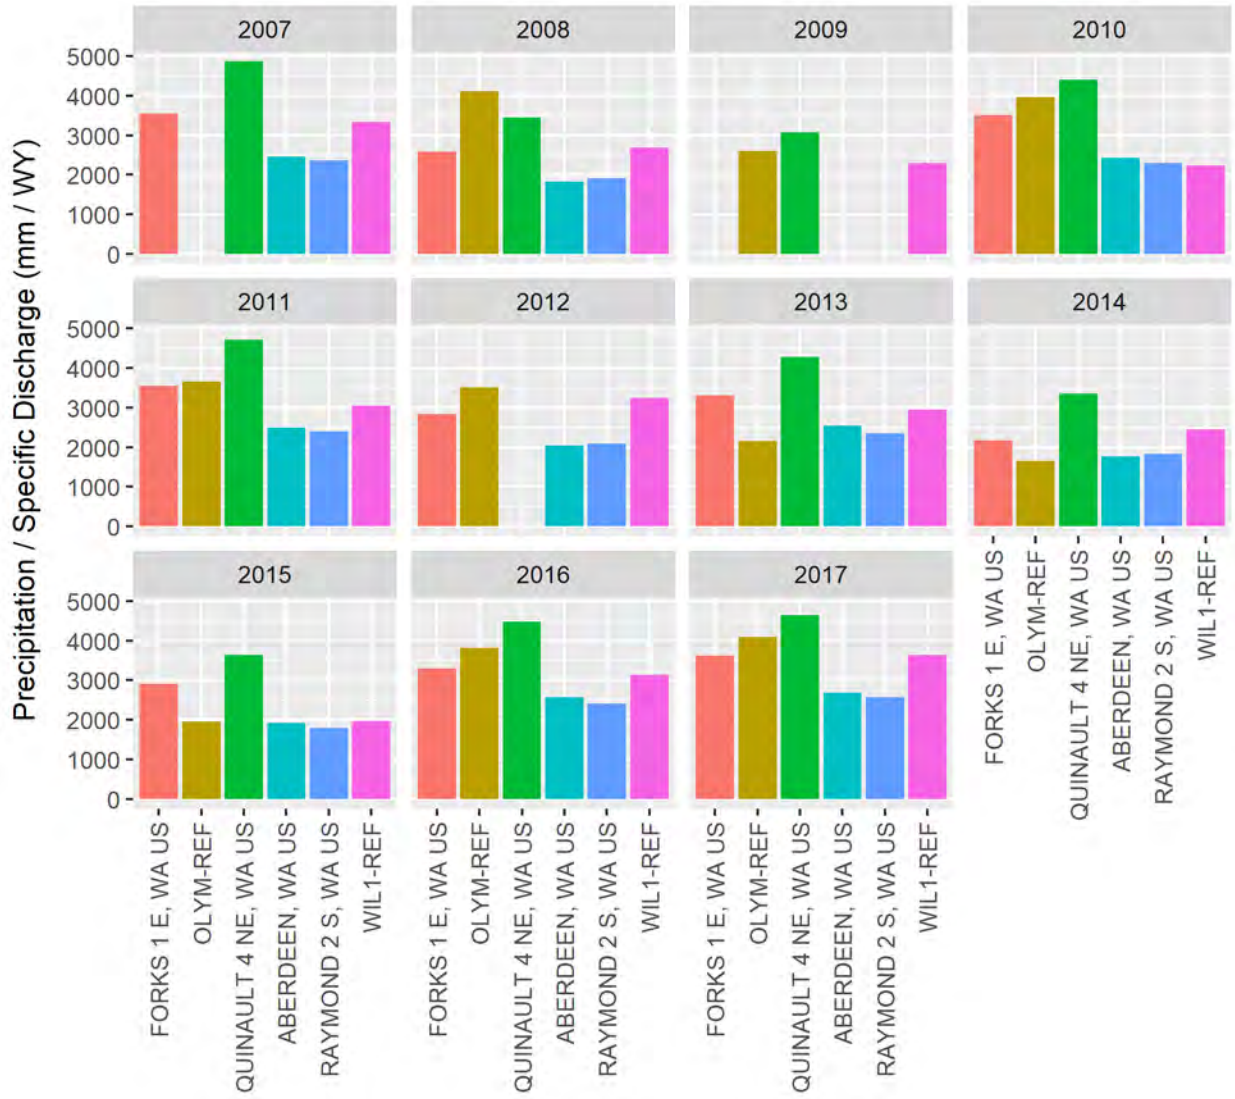 Precipitation / Specific Discharge (mm / WY)
2007 2008 2009 2010
5000
4000
3000
2000
1000
0
2011 2012 2013 2014
5000
4000
3000
2000
1000
0
FORKS 1 E, WA US
OLYM-REF
QUINAULT 4 NE, WA US
ABERDEEN, WA US
RAYMOND 2 S, WA US
WIL1-REF
2015 2016 2017
5000
4000
3000
2000
1000
0
FORKS 1 E, WA US
OLYM-REF
QUINAULT 4 NE, WA US
ABERDEEN, WA US
RAYMOND 2 S, WA US
WIL1-REF
FORKS 1 E, WA US
OLYM-REF
QUINAULT 4 NE, WA US
ABERDEEN, WA US
RAYMOND 2 S, WA US
WIL1-REF
FORKS 1 E, WA US
OLYM-REF
QUINAULT 4 NE, WA US
ABERDEEN, WA US
RAYMOND 2 S, WA US
WIL1-REF